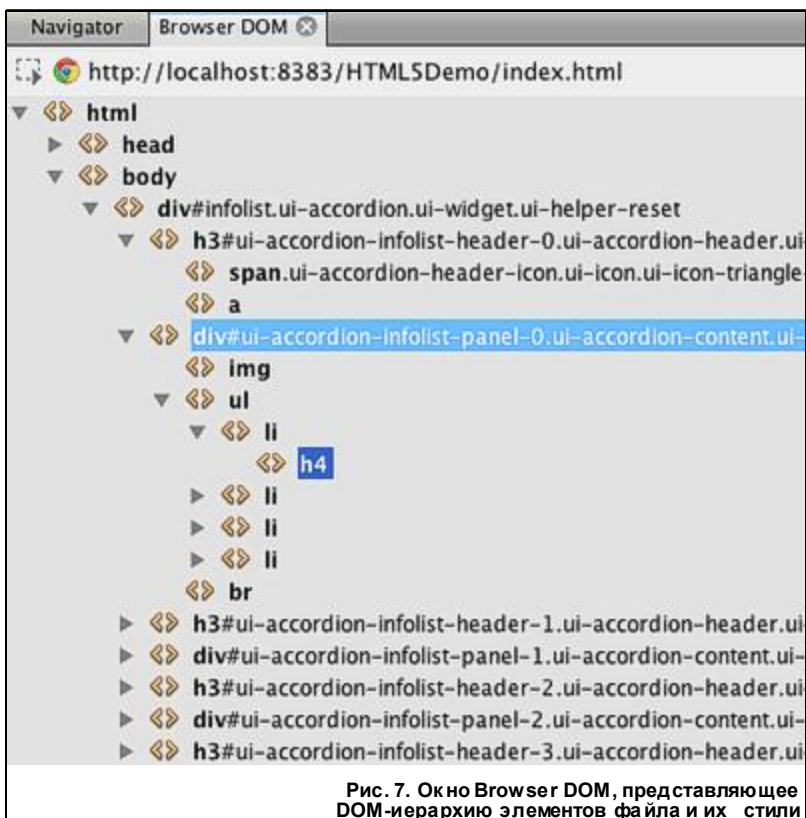 Navigator Browser DOM
http://localhost:8383/HTML5Demo/index.html
html
head
body
div#infolist.ui-accordion.ui-widget.ui-helper-reset
h3#ui-accordion-infolist-header-0.ui-accordion-header.ui-
span.ui-accordion-header-icon.ui-icon.ui-icon-triangle-
a
div#ui-accordion-infolist-panel-0.ui-accordion-content.ui-
img
ul
li
h4
li
li
li
br
h3#ui-accordion-infolist-header-1.ui-accordion-header.ui-
div#ui-accordion-infolist-panel-1.ui-accordion-content.ui-
h3#ui-accordion-infolist-header-2.ui-accordion-header.ui-
div#ui-accordion-infolist-panel-2.ui-accordion-content.ui-
h3#ui-accordion-infolist-header-3.ui-accordion-header.ui-
Рис. 7. Окно Browser DOM, представляющее
DOM-иерархию элементов файла и их стили